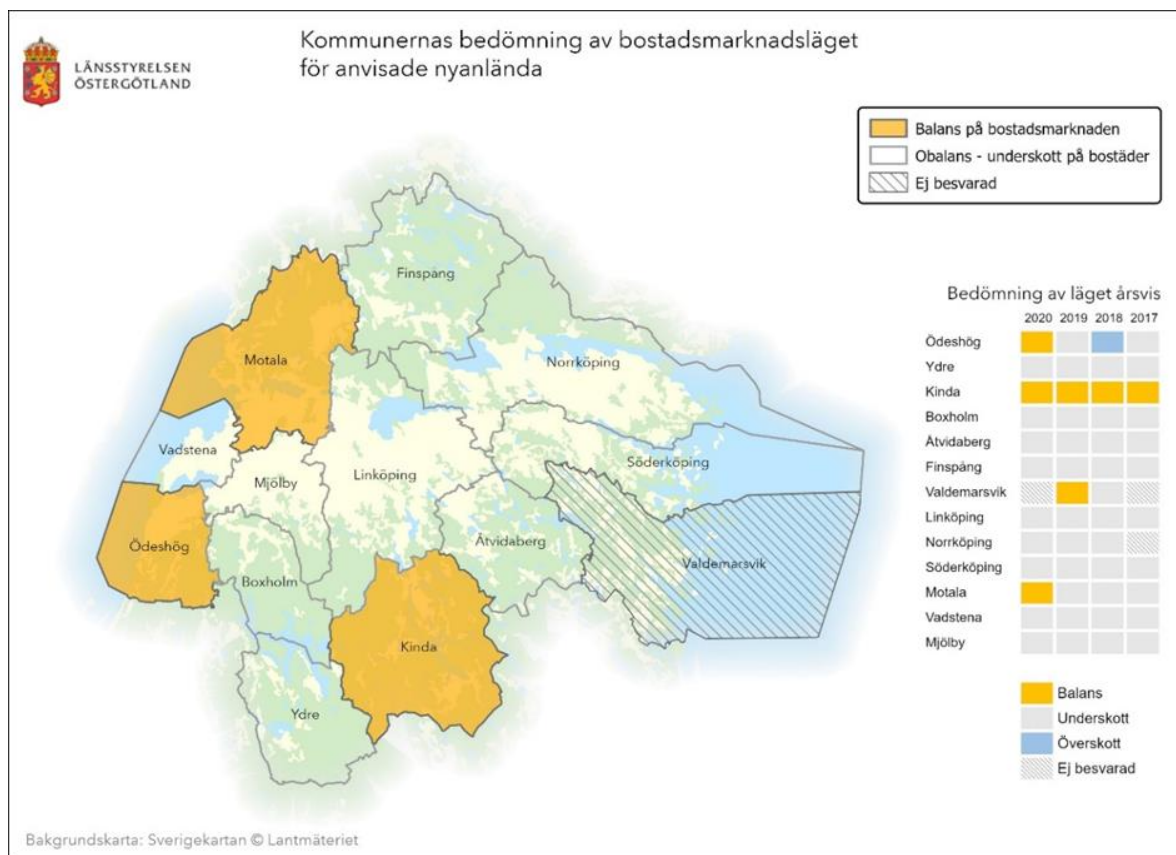 LÄNSSTYRELSEN
ÖSTERGÖTLAND
Kommunernas bedömning av bostadsmarknadsläget
för anvisade nyanlända
Balans på bostadsmarknaden
Obalans - underskott på bostäder
Ej besvarad
Finspång
Motala
Norrköping
Vadstena
Mjölby
Linköping
Söderköping
Ödeshög
Boxholm
Åtvidaberg
Valdemarsvik
Kinda
Ydre
Bedömning av läget årsvis
2020 2019 2018 2017
Ödeshög
Ydre
Kinda
Boxholm
Åtvidaberg
Finspång
Valdemarsvik
Linköping
Norrköping
Söderköping
Motala
Vadstena
Mjölby
Balans
Underskott
Överskott
Ej besvarad
Bakgrundskarta: Sverigekartan © Lantmäteriet